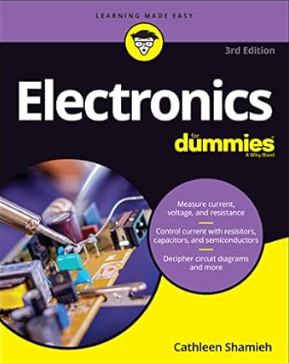 LEARNING MADE EASY
3rd Edition
Electronics
for
dummies
A Wiley Brand
Measure current,
voltage, and resistance
Control current with resisitors,
capacitors, and semiconductors
Decipher circuit diagrams
and more
Cathleen Shamieh